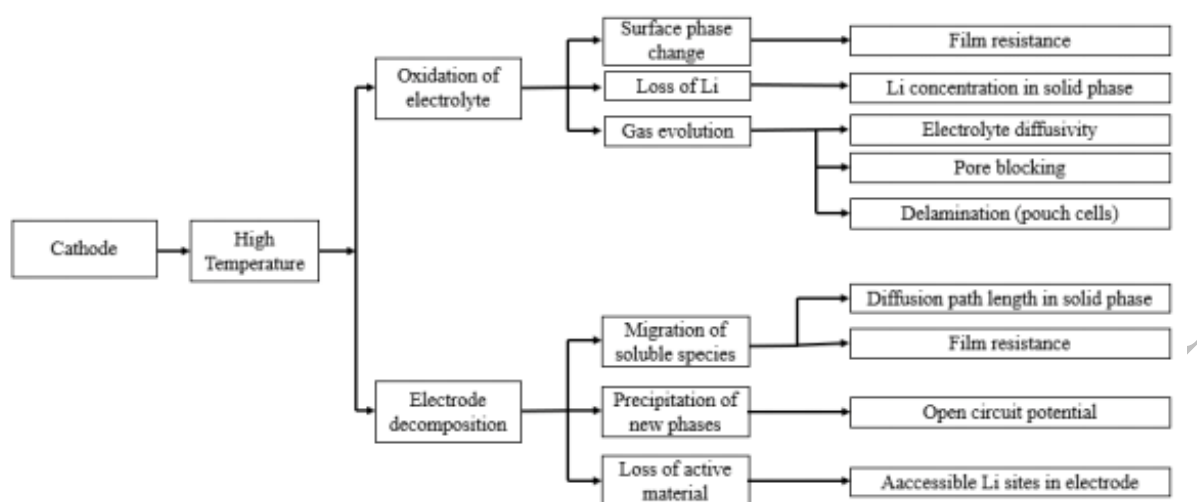 Surface phase
change
Film resistance
Oxidation of
electrolyte
Loss of Li
Li concentration in solid phase
Gas evolution
Electrolyte diffusivity
Pore blocking
Delamination (pouch cells)
Cathode
High
Temperature
Diffusion path length in solid phase
Migration of
soluble species
Film resistance
Electrode
decomposition
Precipitation of
new phases
Open circuit potential
Loss of active
material
Aaccessible Li sites in electrode